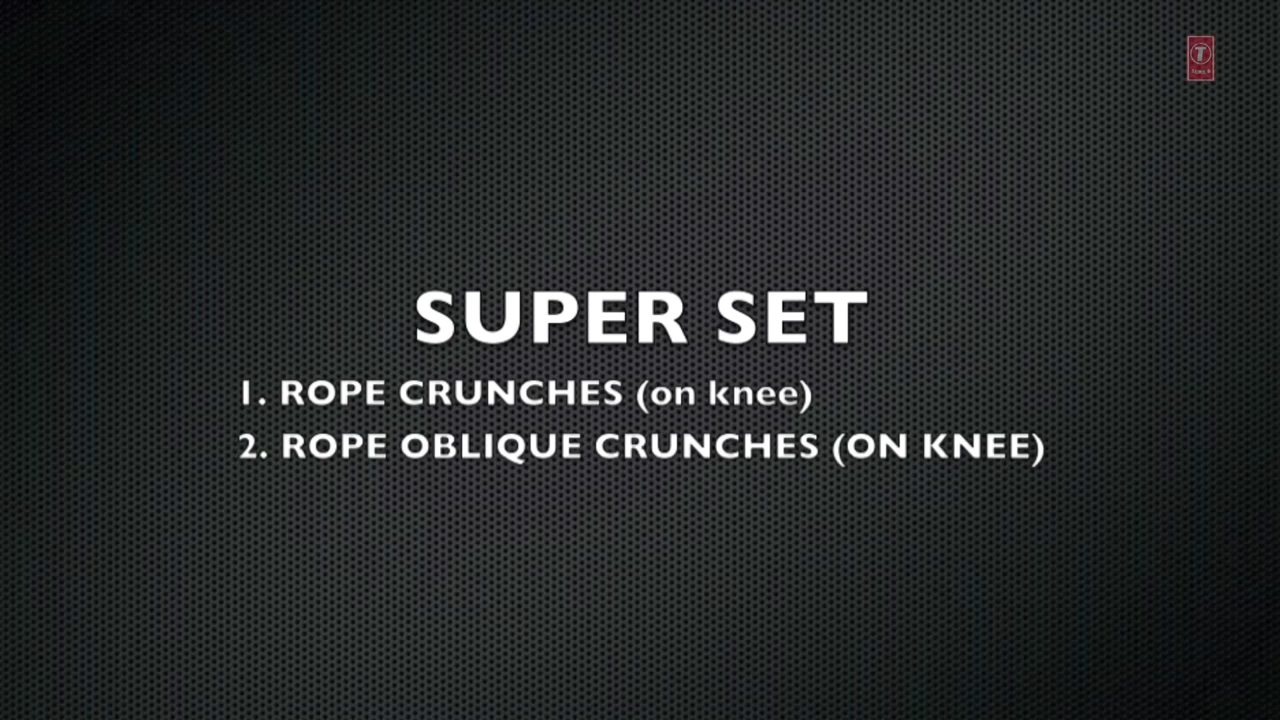 SUPER SET
1. ROPE CRUNCHES (on knee)
2. ROPE OBLIQUE CRUNCHES (ON KNEE)